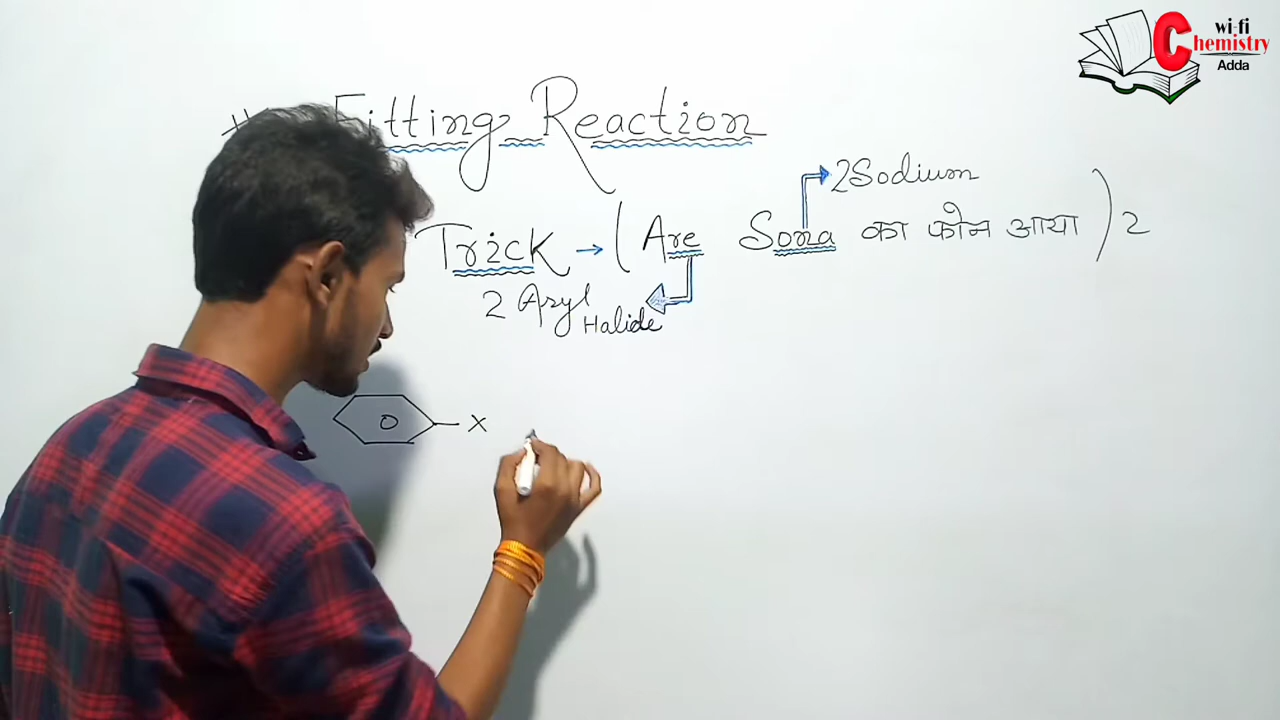 Fitting Reaction
2 Sodium
Trick → ( Are Sona का फोन आया ) 2
2 Aryl
Halide
O
X
wi-fi
Chemistry
Adda